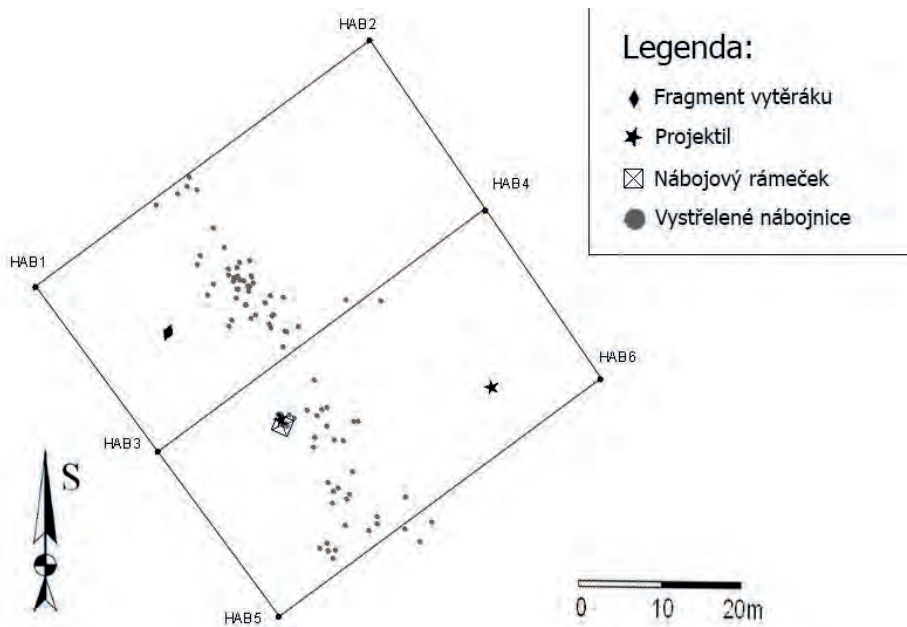 HAB2
Legenda:
Fragment vytěráku
Projektil
Nábojový rámeček
Vystřelené nábojnice
HAB4
HAB1
HAB6
HAB3
S
HAB5
0 10 20m